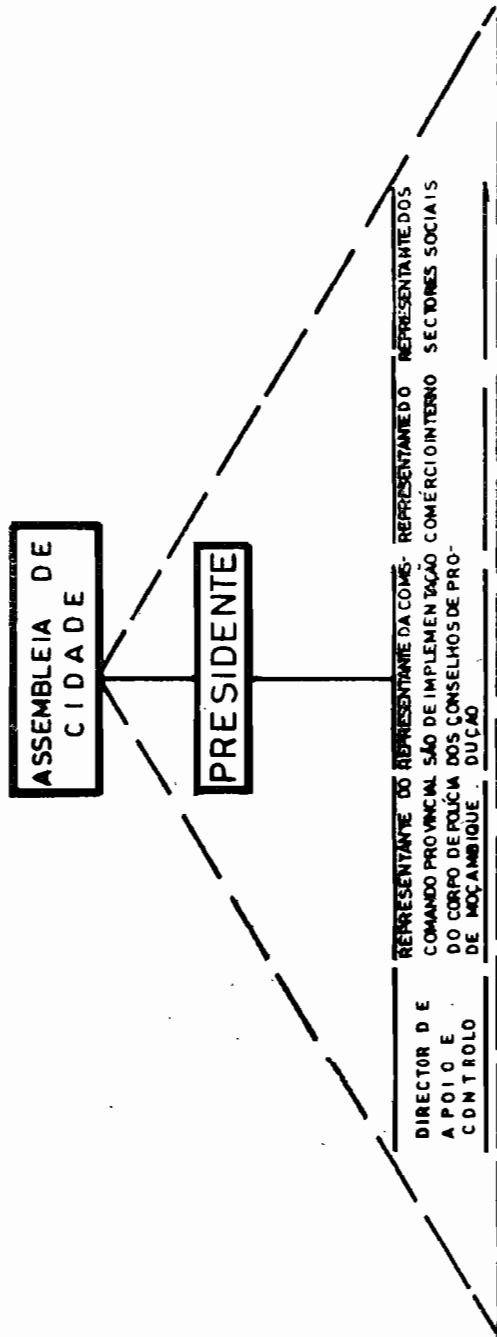 ASSEMBLEIA DE
CIDADE
PRESIDENTE
DIRECTOR DE
APOIO E
CONTROLO
REPRESENTANTE DO
COMANDO PROVINCIAL
DO CORPO DE POLÍCIA
DE MOÇAMBIQUE.
REPRESENTANTE DA COMIS-
SÃO DE IMPLEMENTAÇÃO
DOS CONSELHOS DE PRO-
DUÇÃO
REPRESENTANTE DO
COMÉRCIO INTERNO
REPRESENTANTE DOS
SECTORES SOCIAIS